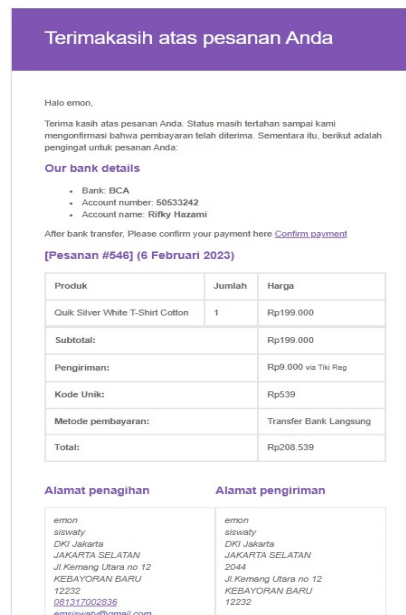 Terimakasih atas pesanan Anda
Halo emon,
Terima kasih atas pesanan Anda. Status masih tertahan sampai kami
mengonfirmasi bahwa pembayaran telah diterima. Sementara itu, berikut adalah
pengingat untuk pesanan Anda:
Our bank details
• Bank: BCA
• Account number: 50533242
• Account name: Rifky Hazami
After bank transfer, Please confirm your payment here Confirm payment
[Pesanan #546] (6 Februari 2023)
Produk Jumlah Harga
Quik Silver White T-Shirt Cotton 1 Rp199.000
Subtotal: Rp199.000
Pengiriman: Rp9.000 via Tiki Reg
Kode Unik: Rp539
Metode pembayaran: Transfer Bank Langsung
Total: Rp208.539
Alamat penagihan
emon
siswaty
DKI Jakarta
JAKARTA SELATAN
Jl.Kemang Utara no 12
KEBAYORAN BARU
12232
081317002836
emsiswaty@gmail.com
Alamat pengiriman
emon
siswaty
DKI Jakarta
JAKARTA SELATAN
2044
Jl.Kemang Utara no 12
KEBAYORAN BARU
12232